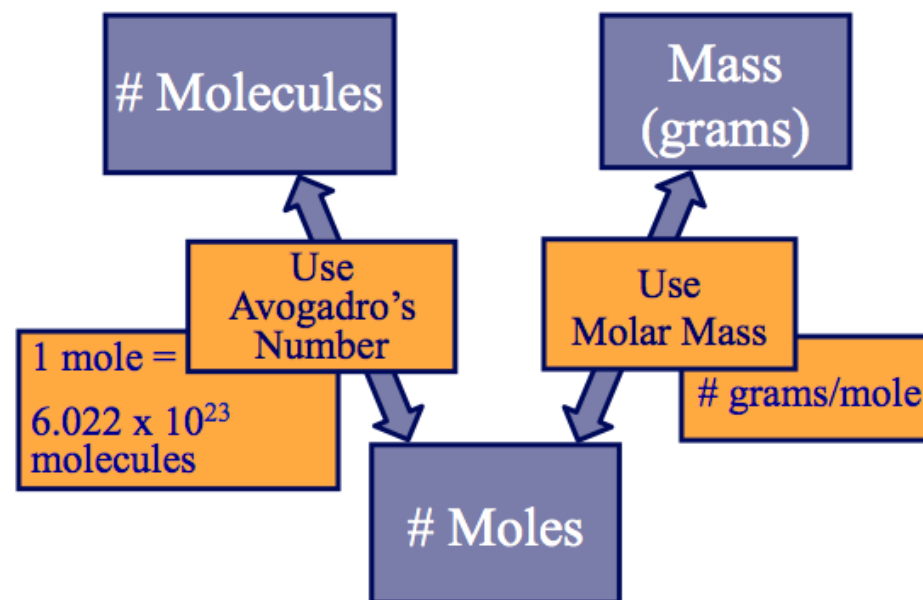 # Molecules
Mass
(grams)
Use
Avogadro’s
Number
Use
Molar Mass
1 mole =
6.022 x 10²³
molecules
# grams/mole
# Moles